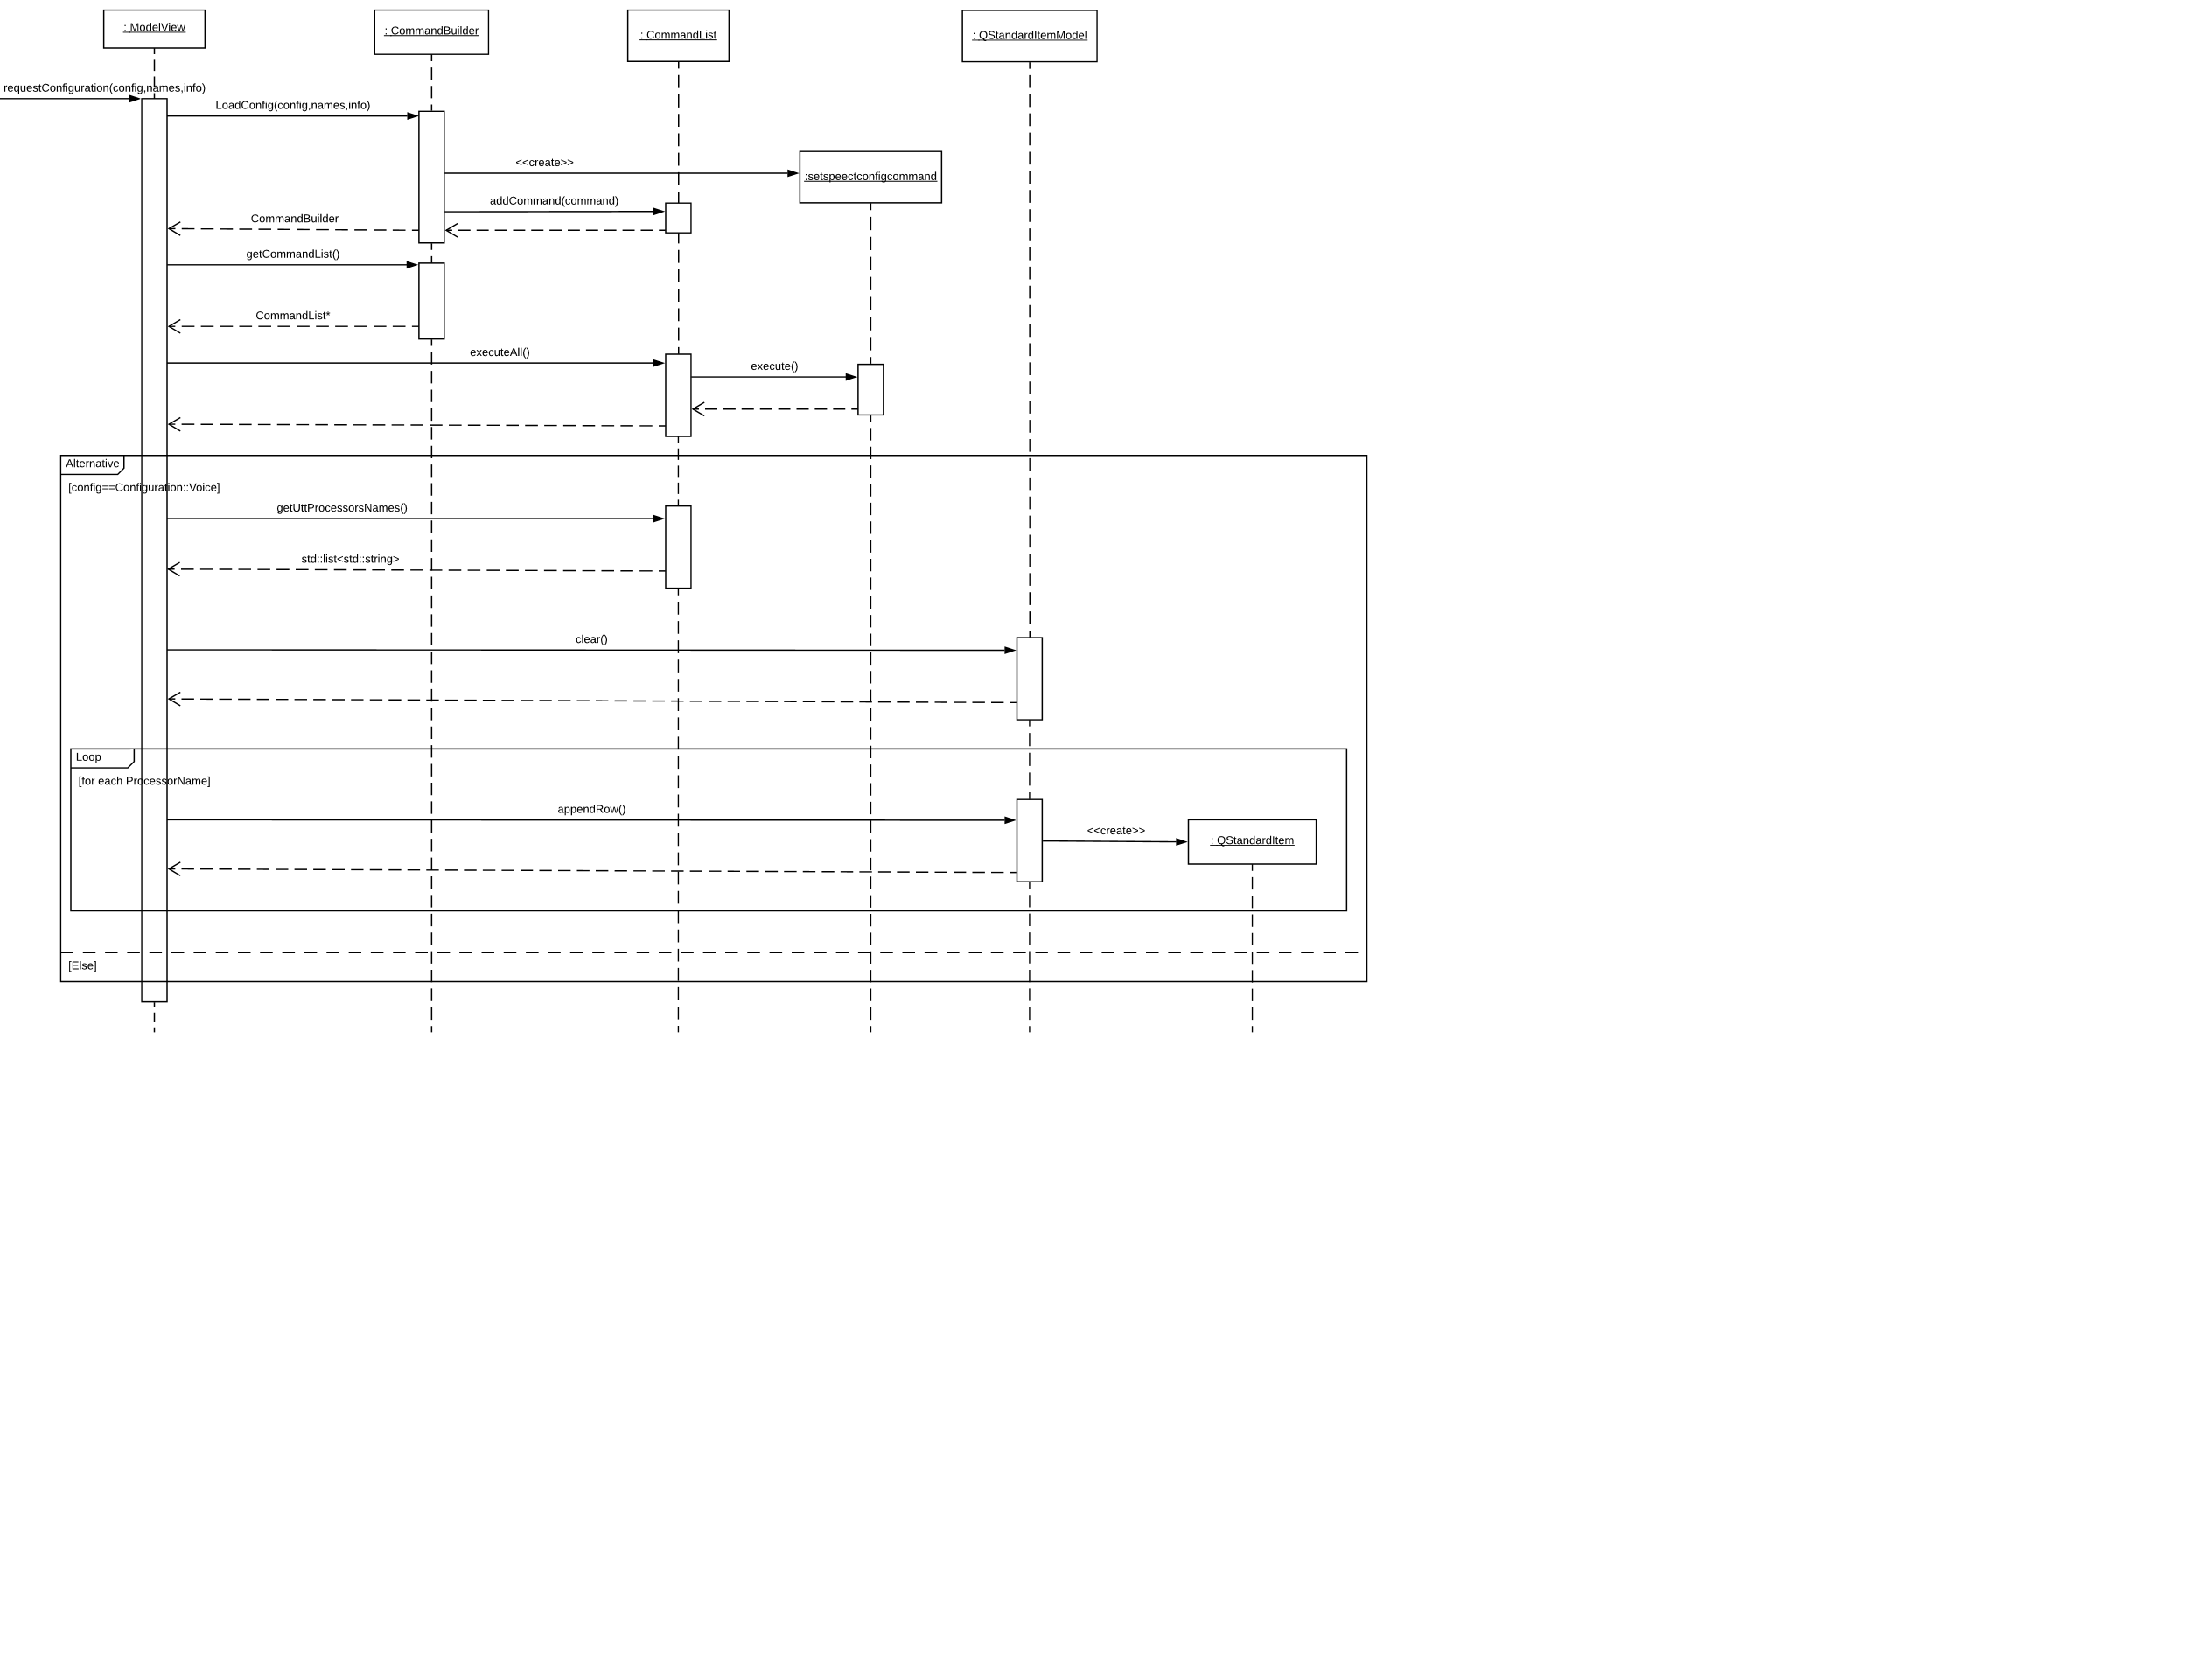 : ModelView
: CommandBuilder
: CommandList
: QStandardItemModel
requestConfiguration(config,names,info)
LoadConfig(config,names,info)
<<create>>
:setspeectconfigcommand
addCommand(command)
CommandBuilder
getCommandList()
CommandList*
executeAll()
execute()
Alternative
[config==Configuration::Voice]
getUttProcessorsNames()
std::list<std::string>
clear()
Loop
[for each ProcessorName]
appendRow()
<<create>>
: QStandardItem
[Else]